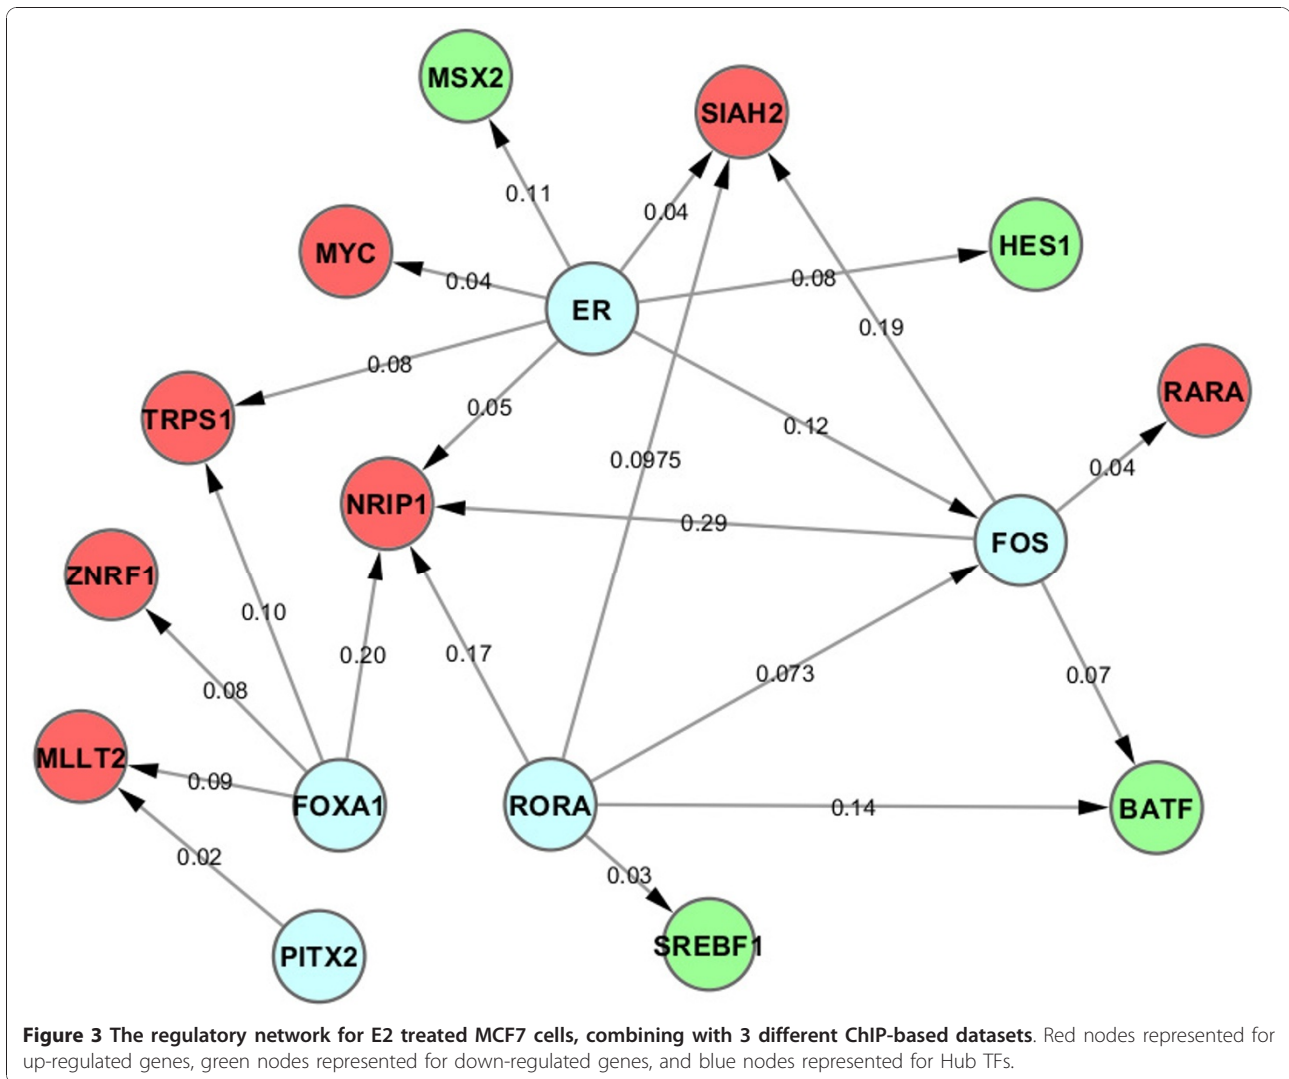 MSX2
SIAH2
0.11
0.04
HES1
MYC
0.04
0.08
ER
0.19
0.08
RARA
TRPS1
0.05
0.12
0.0975
0.04
NRIP1
0.29
FOS
ZNRF1
0.10
0.20
0.17
0.073
0.07
0.08
MLLT2
0.09
FOXA1
RORA
0.14
BATF
0.02
0.03
PITX2
SREBF1
Figure 3 The regulatory network for E2 treated MCF7 cells, combining with 3 different ChIP-based datasets. Red nodes represented for
up-regulated genes, green nodes represented for down-regulated genes, and blue nodes represented for Hub TFs.